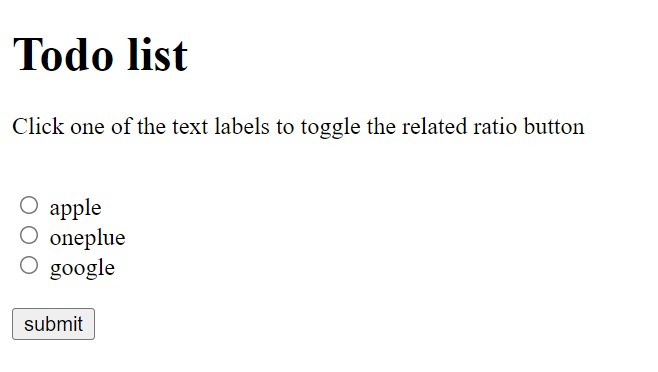 Todo list
Click one of the text labels to toggle the related ratio button
apple
oneplue
google
submit